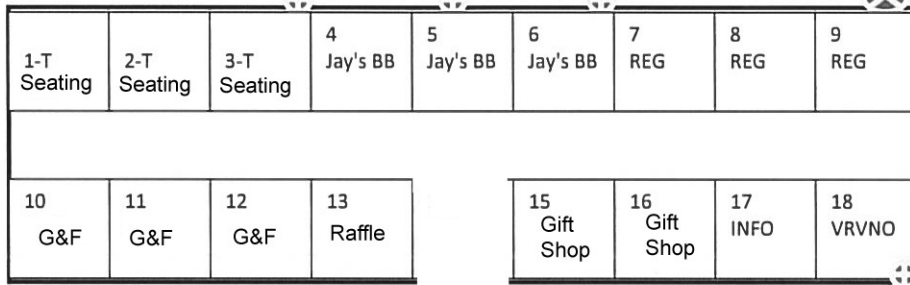 1-T
Seating
2-T
Seating
3-T
Seating
4
Jay's BB
5
Jay's BB
6
Jay's BB
7
REG
8
REG
9
REG
10
G&F
11
G&F
12
G&F
13
Raffle
15
Gift
Shop
16
Gift
Shop
17
INFO
18
VRVNO